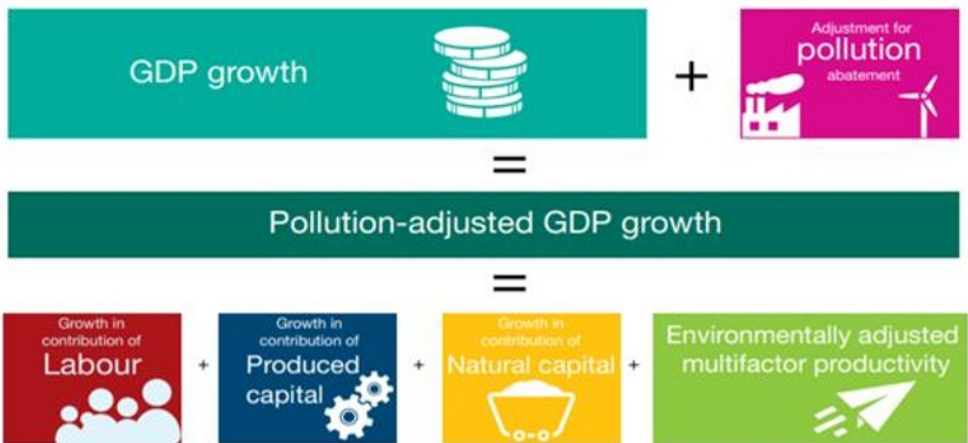 GDP growth
+
Adjustment for
pollution
abatement
=
Pollution-adjusted GDP growth
=
Growth in
contribution of
Labour
+
Growth in
contribution of
Produced
capital
+
Growth in
contribution of
Natural capital
+
Environmentally adjusted
multifactor productivity